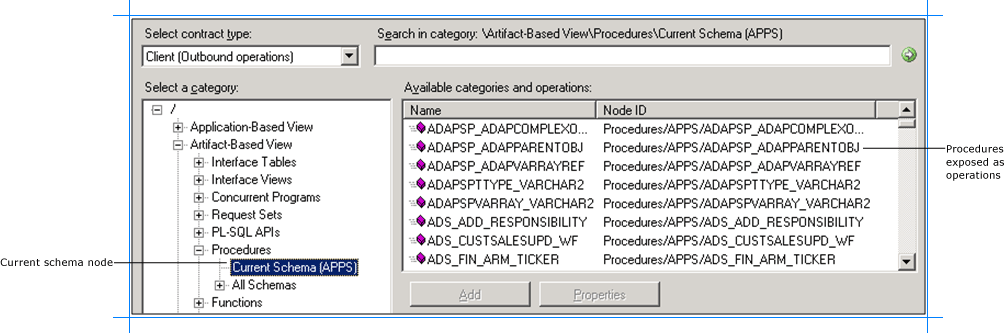 Select contract type:
Search in category: \Artifact-Based View\Procedures\Current Schema (APPS)
Client (Outbound operations)
Select a category:
Available categories and operations:
/
Application-Based View
Artifact-Based View
Interface Tables
Interface Views
Concurrent Programs
Request Sets
PL-SQL APIs
Procedures
Current Schema (APPS)
All Schemas
Functions
Name Node ID
ADAPSP_ADAPCOMPLEXO... Procedures/APPS/ADAPSP_ADAPCOMPLEXO...
ADAPSP_ADAPPARENTOBJ Procedures/APPS/ADAPSP_ADAPPARENTOBJ
ADAPSP_ADAPVARRAYREF Procedures/APPS/ADAPSP_ADAPVARRAYREF
ADAPSPTTYPE_VARCHAR2 Procedures/APPS/ADAPSPTTYPE_VARCHAR2
ADAPSPVARRAY_VARCHAR2 Procedures/APPS/ADAPSPVARRAY_VARCHAR2
ADS_ADD_RESPONSIBILITY Procedures/APPS/ADS_ADD_RESPONSIBILITY
ADS_CUSTSALESUPD_WF Procedures/APPS/ADS_CUSTSALESUPD_WF
ADS_FIN_ARM_TICKER Procedures/APPS/ADS_FIN_ARM_TICKER
Add
Properties
Current schema node
Procedures
exposed as
operations